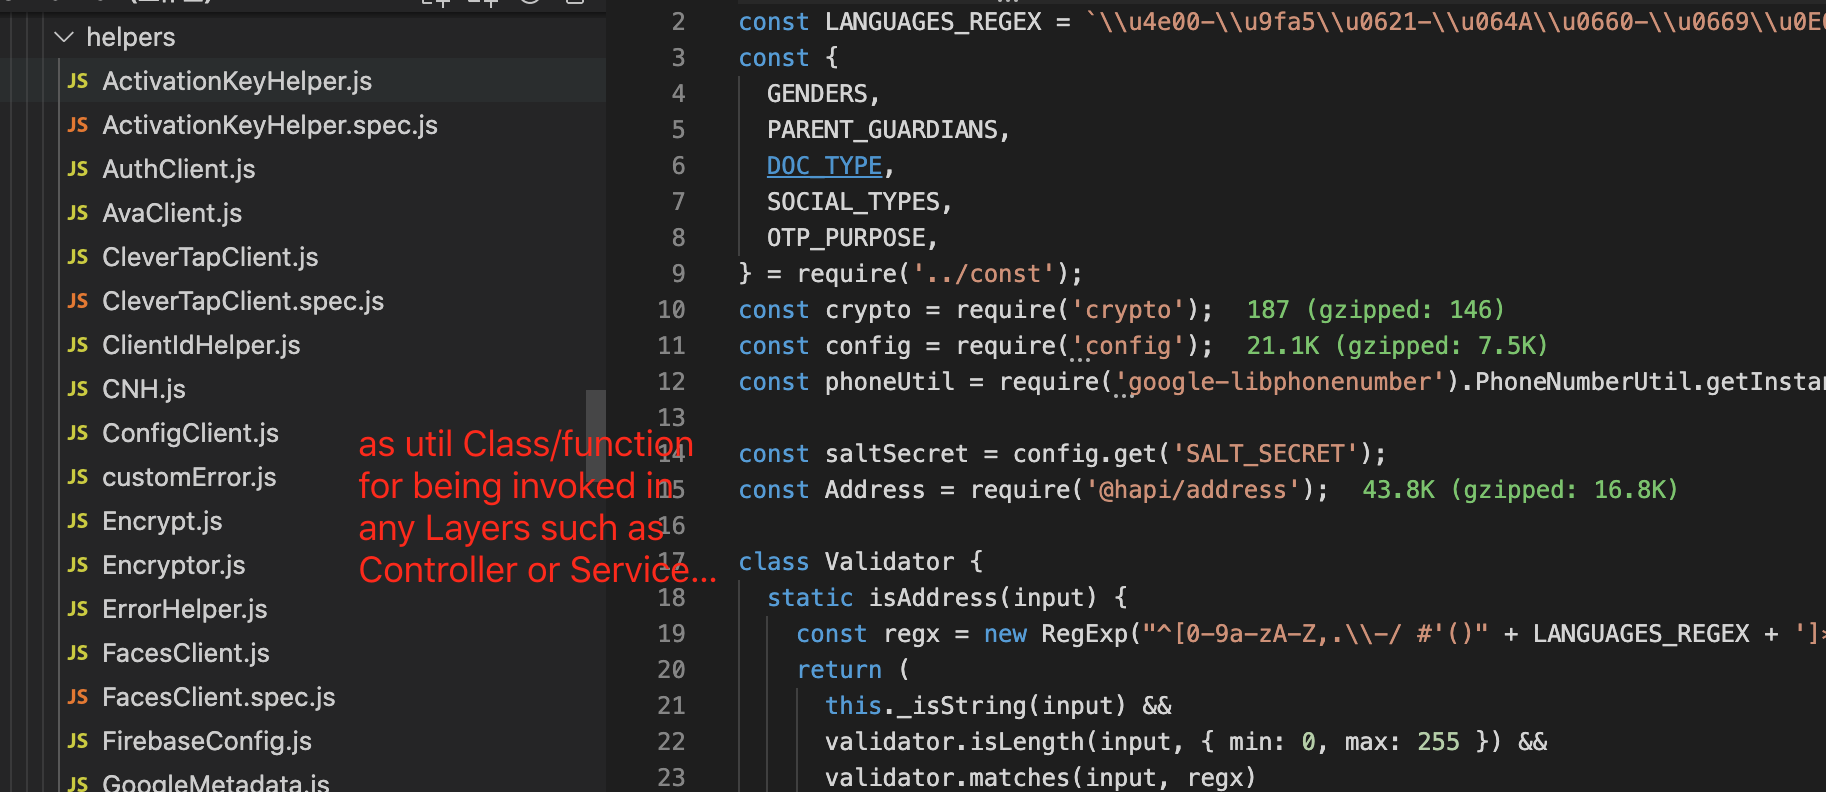 helpers
JS ActivationKeyHelper.js
JS ActivationKeyHelper.spec.js
JS AuthClient.js
JS AvaClient.js
JS CleverTapClient.js
JS CleverTapClient.spec.js
JS ClientIdHelper.js
JS CNH.js
JS ConfigClient.js
JS customError.js
JS Encrypt.js
JS Encryptor.js
JS ErrorHelper.js
JS FacesClient.js
JS FacesClient.spec.js
JS FirebaseConfig.js
JS GoogleMetadata.js
as util Class/function
for being invoked in
any Layers such as
Controller or Service...
2 const LANGUAGES_REGEX = `\\u4e00-\\u9fa5\\u0621-\\u064A\\u0660-\\u0669\\u0E
3 const {
4 GENDERS,
5 PARENT_GUARDIANS,
6 DOC_TYPE,
7 SOCIAL_TYPES,
8 OTP_PURPOSE,
9 } = require('../const');
10 const crypto = require('crypto'); 187 (gzipped: 146)
11 const config = require('config'); 21.1K (gzipped: 7.5K)
12 const phoneUtil = require('google-libphonenumber').PhoneNumberUtil.getInstan
13
14 const saltSecret = config.get('SALT_SECRET');
15 const Address = require('@hapi/address'); 43.8K (gzipped: 16.8K)
16
17 class Validator {
18 static isAddress(input) {
19 const regx = new RegExp("^[0-9a-zA-Z,.\\-/ #'()" + LANGUAGES_REGEX + ']
20 return (
21 this._isString(input) &&
22 validator.isLength(input, { min: 0, max: 255 }) &&
23 validator.matches(input, regx)